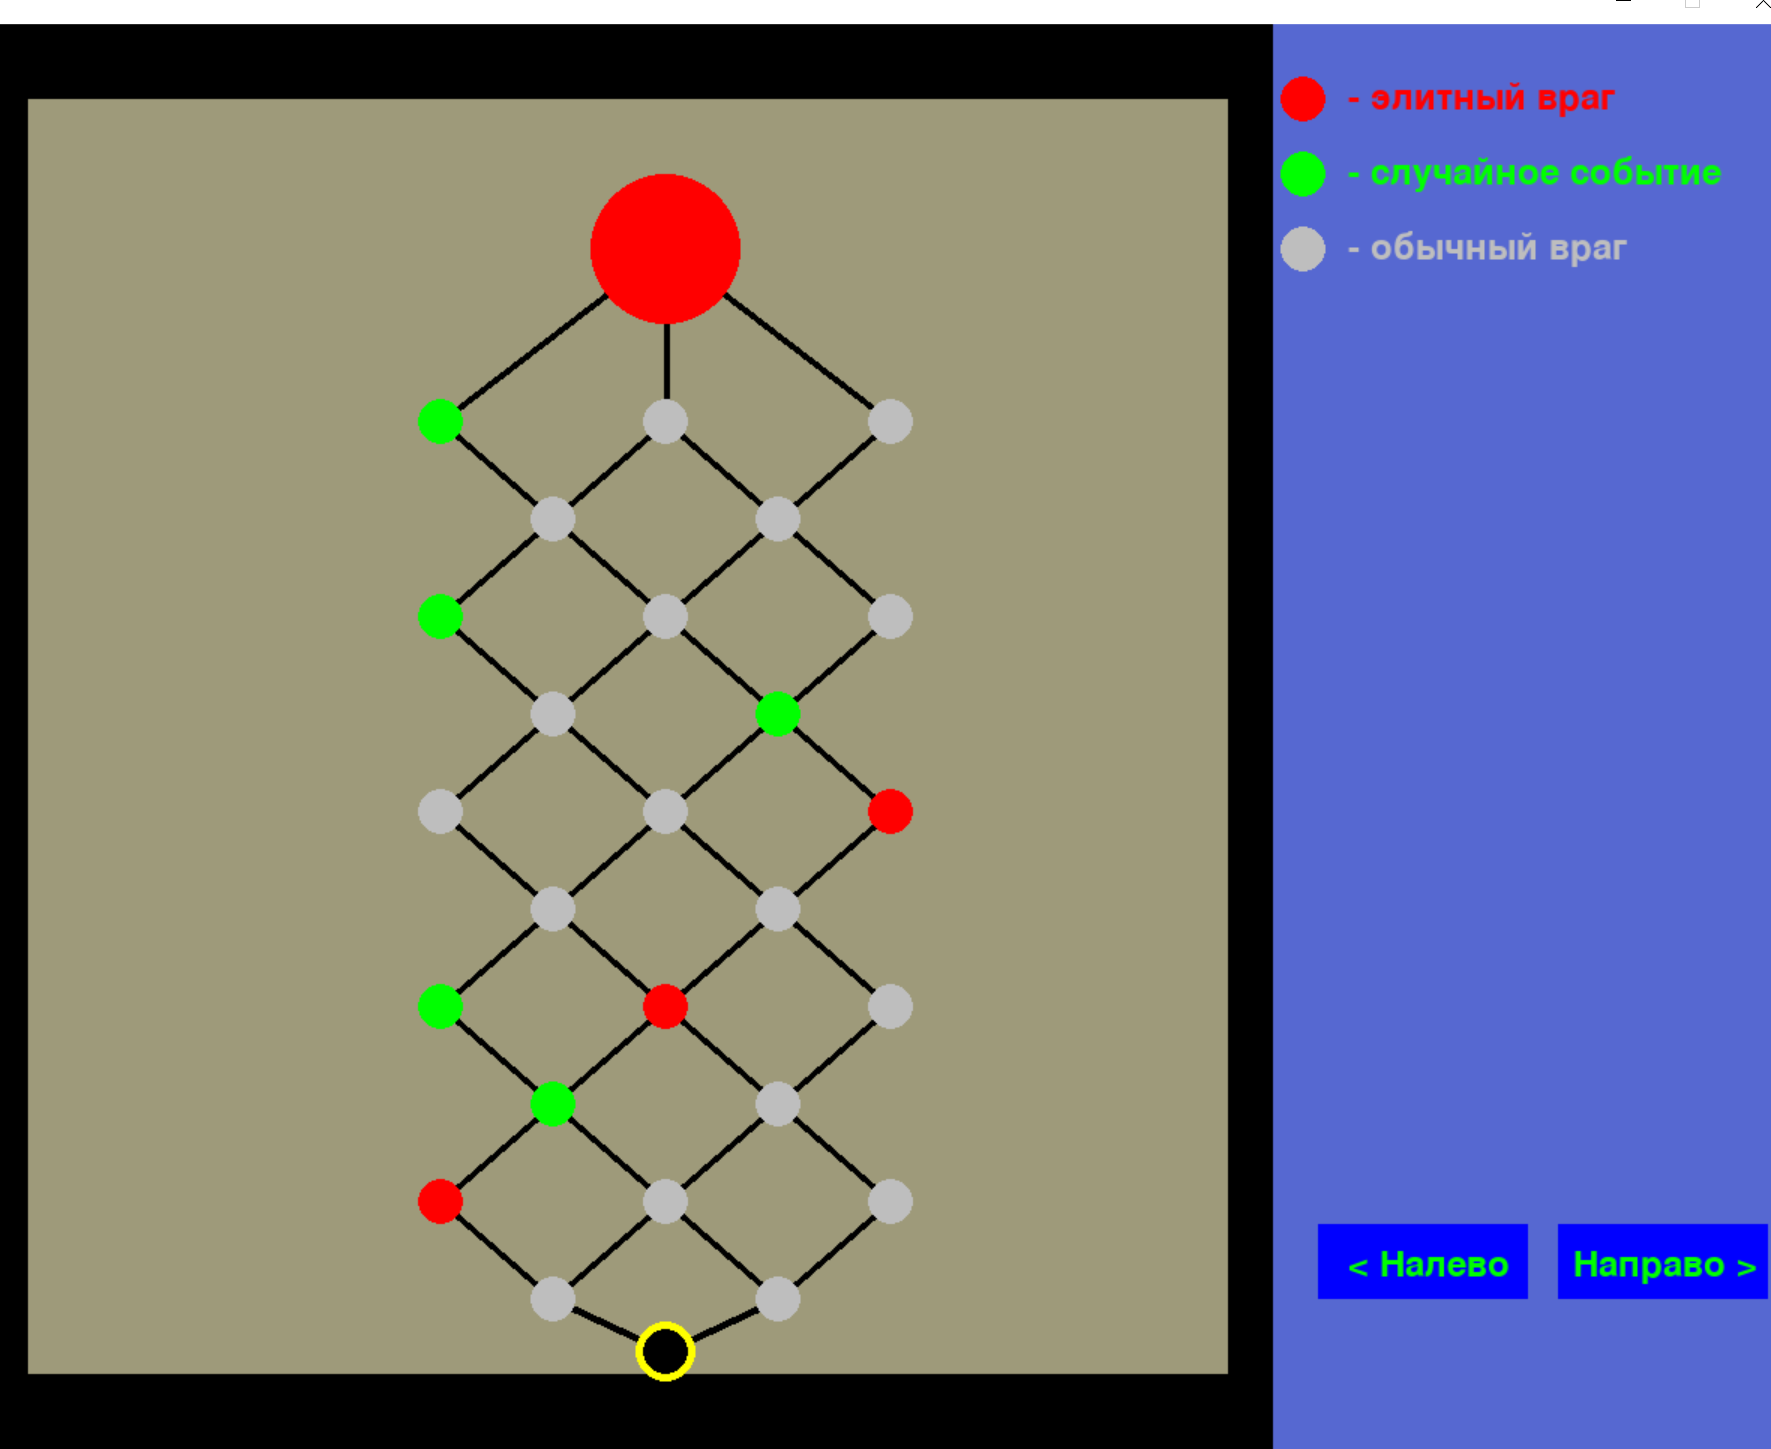 - элитный враг
- случайное событие
- обычный враг
< Налево
Направо >